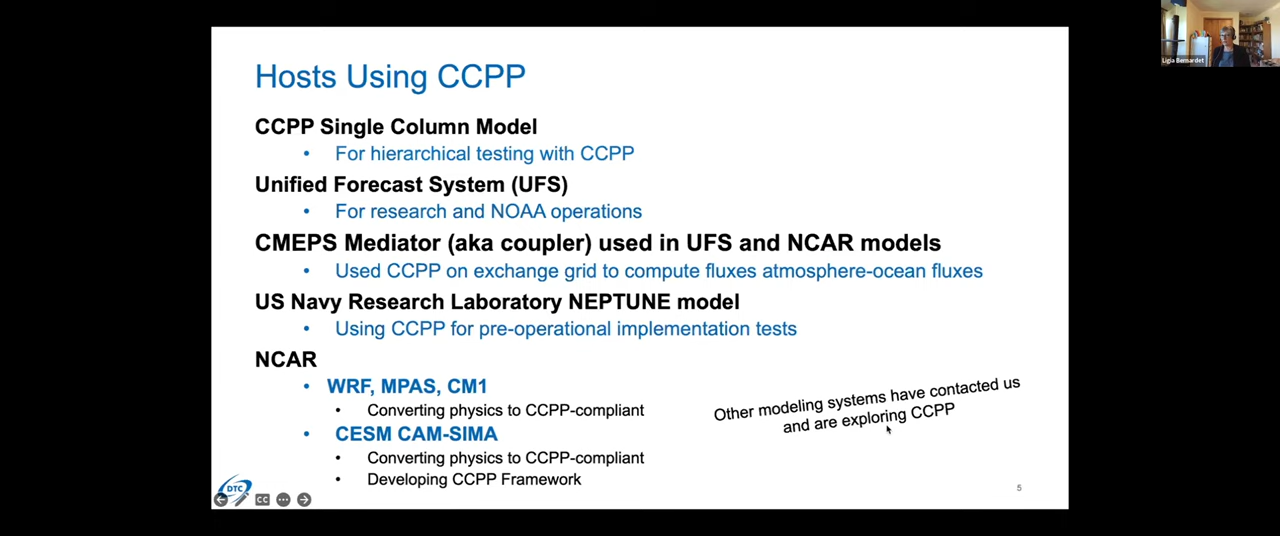 Hosts Using CCPP
CCPP Single Column Model
• For hierarchical testing with CCPP
Unified Forecast System (UFS)
• For research and NOAA operations
CMEPS Mediator (aka coupler) used in UFS and NCAR models
• Used CCPP on exchange grid to compute fluxes atmosphere-ocean fluxes
US Navy Research Laboratory NEPTUNE model
• Using CCPP for pre-operational implementation tests
NCAR
• WRF, MPAS, CM1
• Converting physics to CCPP-compliant
• CESM CAM-SIMA
• Converting physics to CCPP-compliant
• Developing CCPP Framework
Other modeling systems have contacted us
and are exploring CCPP
DTC
CC
5
Ligia Bernardet